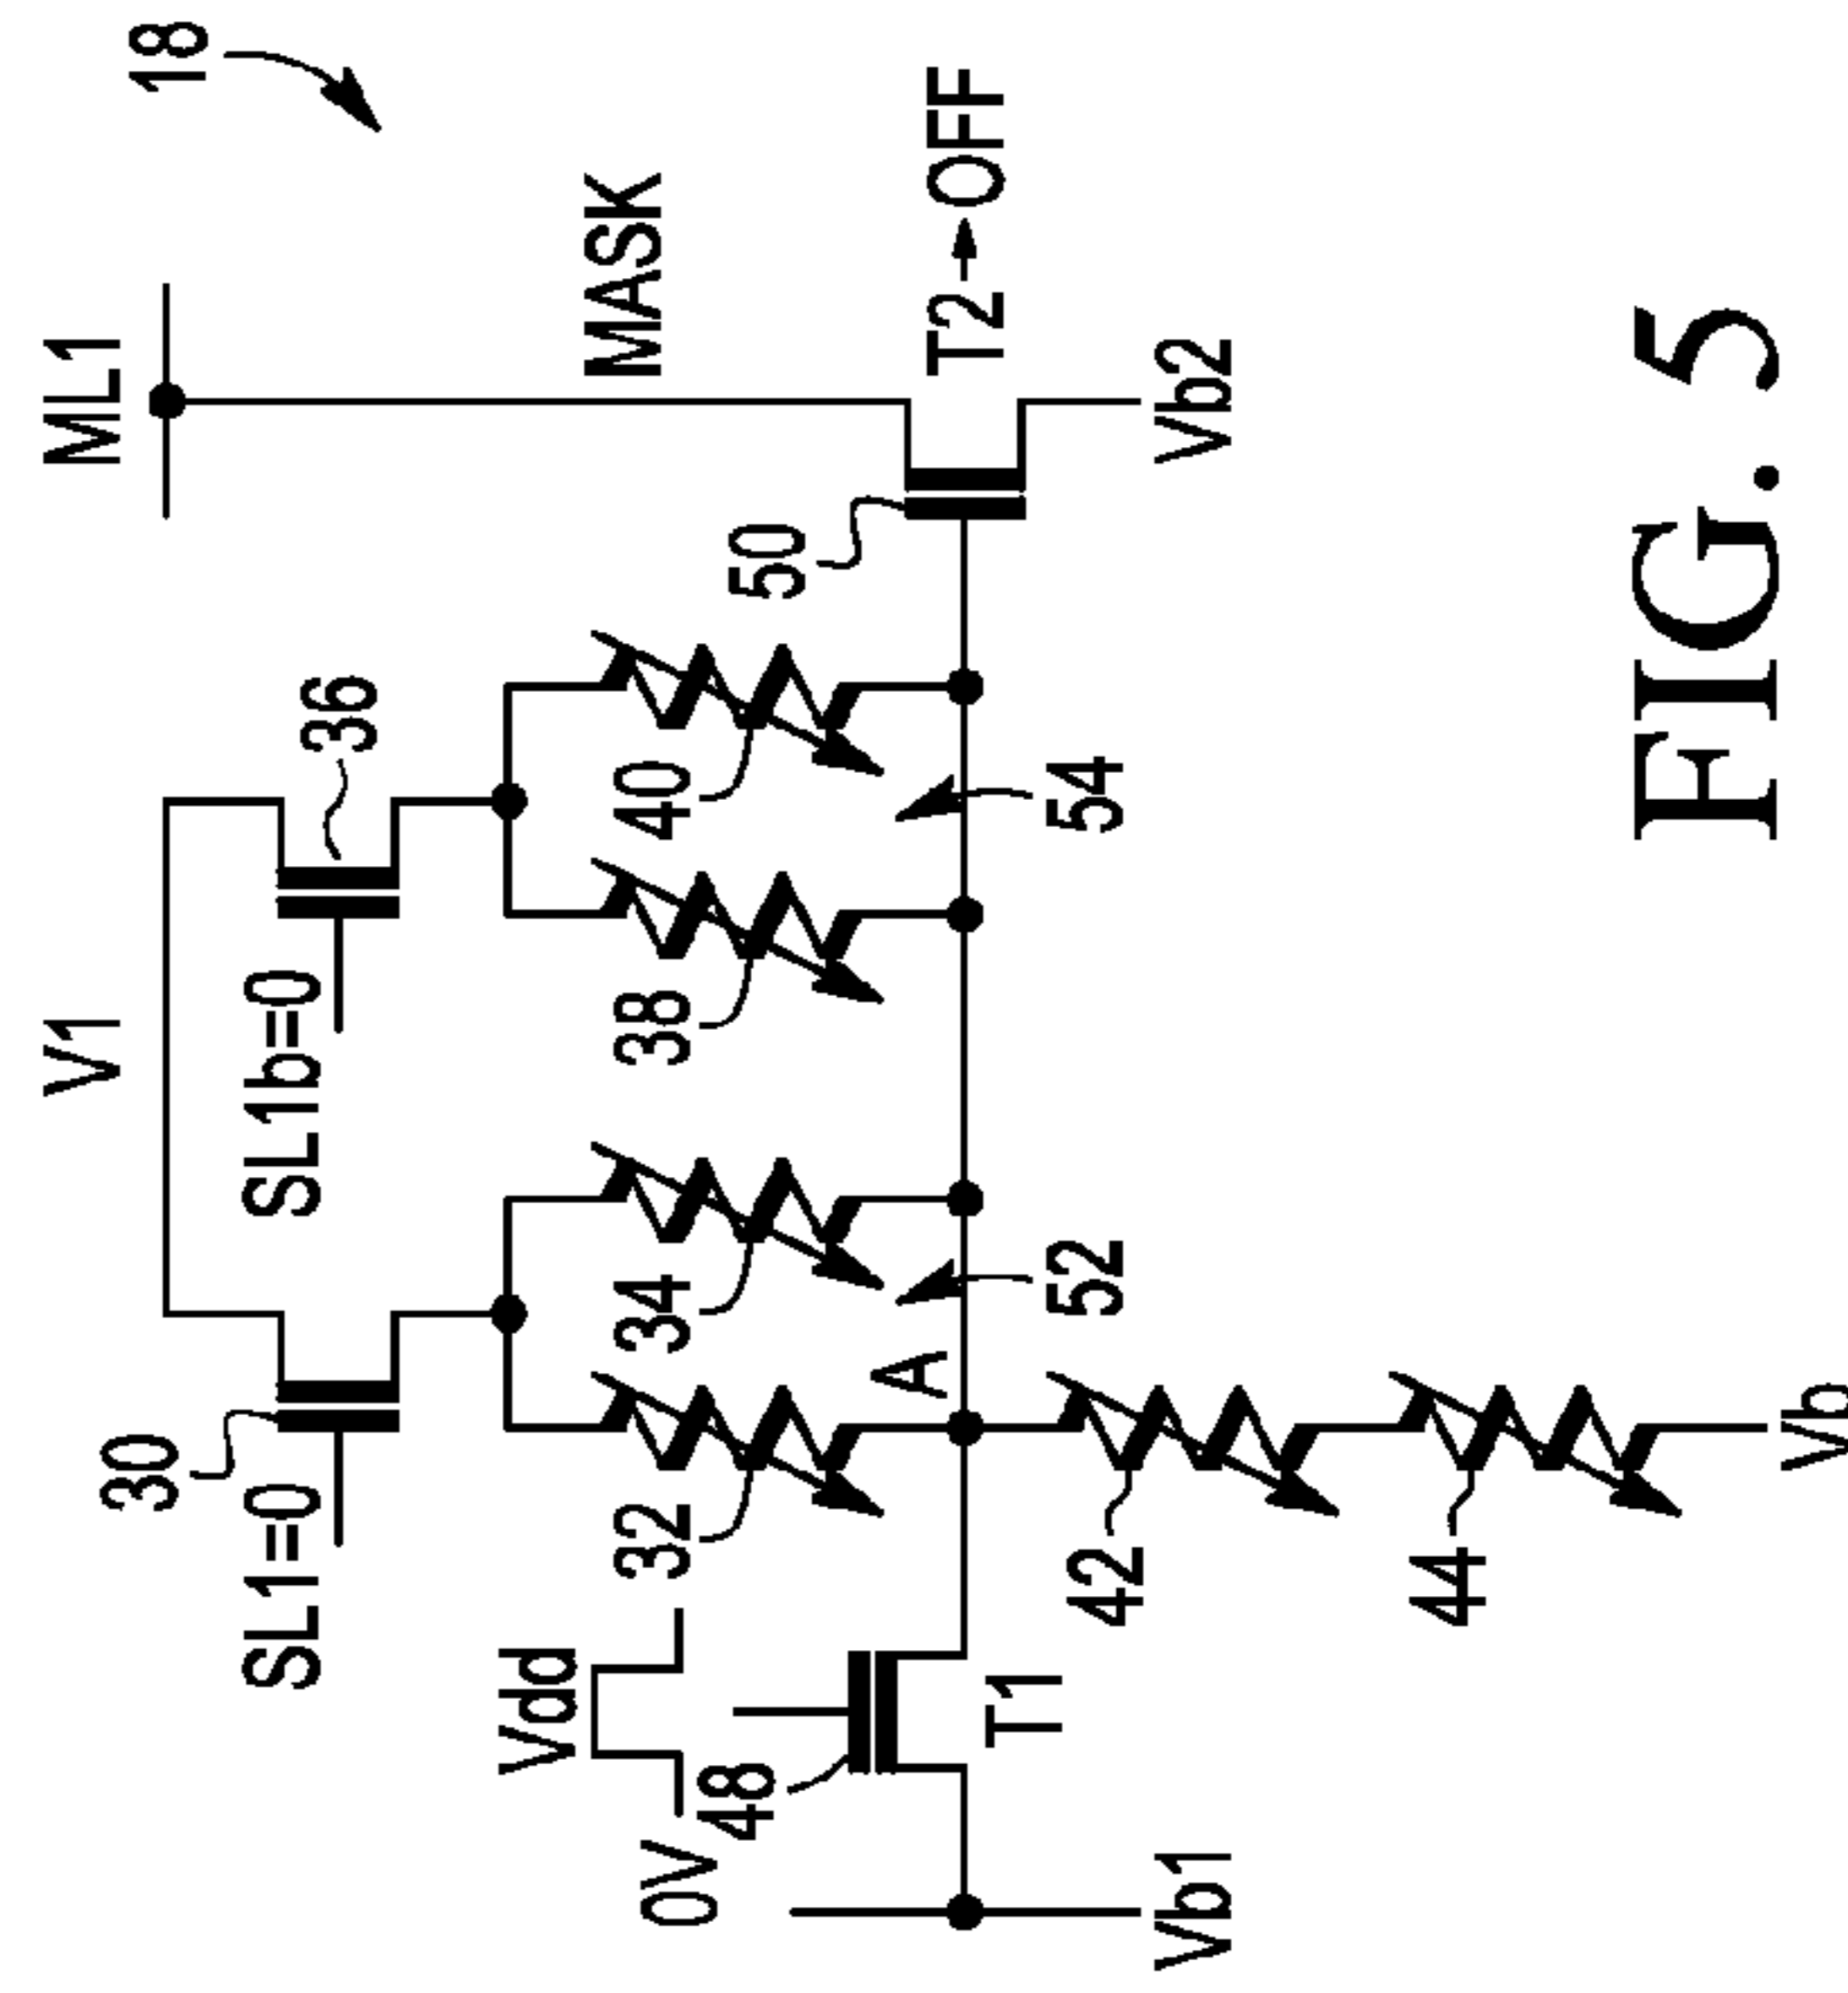 18
ML1
V1
36
30
SL1b=0
SL1=0
MASK
40
38
34
32
50
Vdd
0V
48
A
T2 → OFF
54
52
T1
42
Vb2
Vb1
44
Vb
FIG. 5